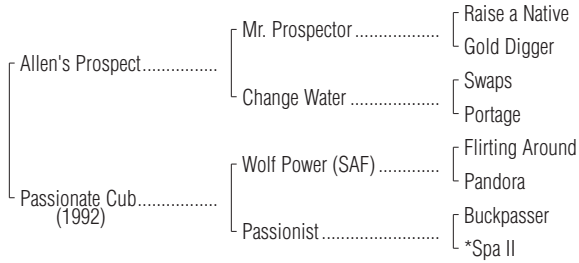 Raise a Native
Mr. Prospector ...................
Gold Digger
Allen's Prospect................
Swaps
Change Water ....................
Portage
Flirting Around
Wolf Power (SAF) .............
Pandora
Passionate Cub.................
(1992)
Buckpasser
Passionist .........................
*Spa II